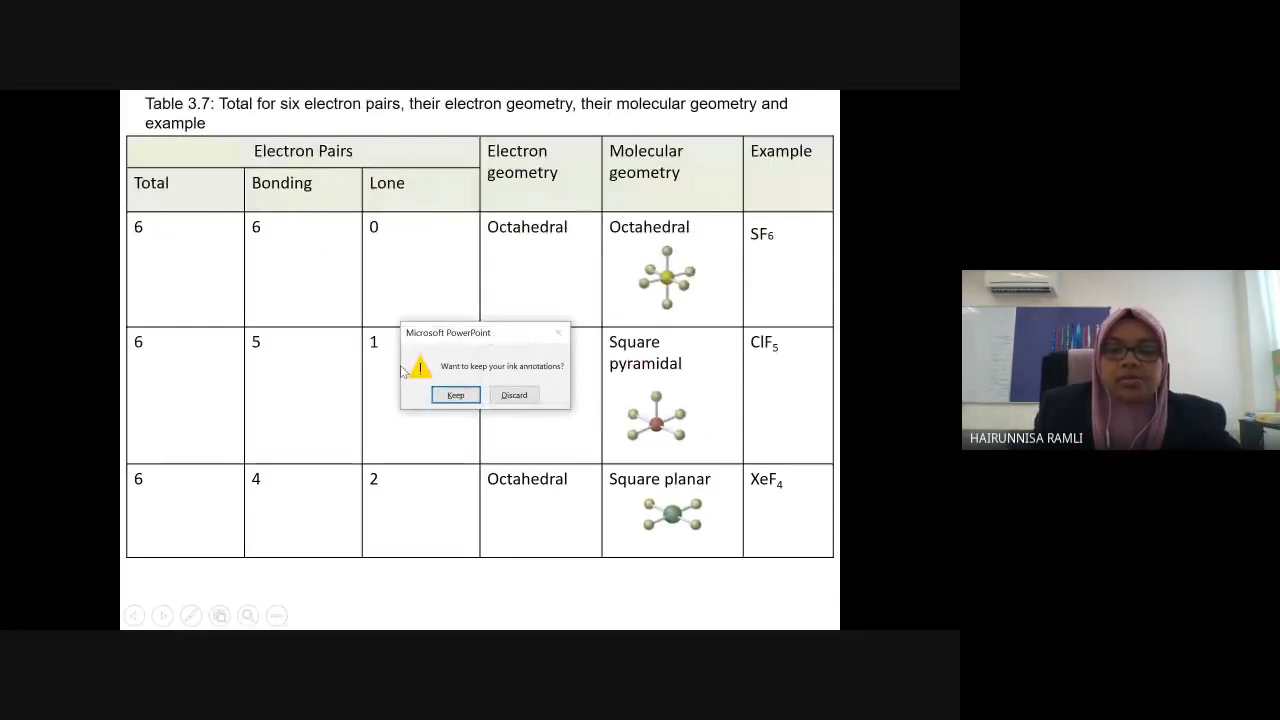 Table 3.7: Total for six electron pairs, their electron geometry, their molecular geometry and
example
Electron Pairs
Electron
geometry
Molecular
geometry
Example
Total
Bonding
Lone
6
6
0
Octahedral
Octahedral
SF₆
6
5
1
Square
pyramidal
ClF₅
Microsoft PowerPoint
Want to keep your ink annotations?
Keep
Discard
6
4
2
Octahedral
Square planar
XeF₄
HAIRUNNISA RAMLI